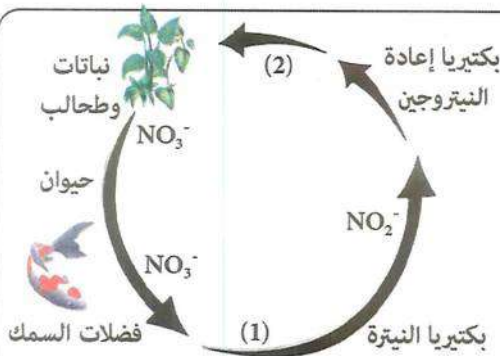 نباتات
وطحالب
NO₃⁻
حيوان
NO₃⁻
فضلات السمك
(1)
بكتيريا النيترة
NO₂⁻
بكتيريا إعادة
النيتروجين
(2)